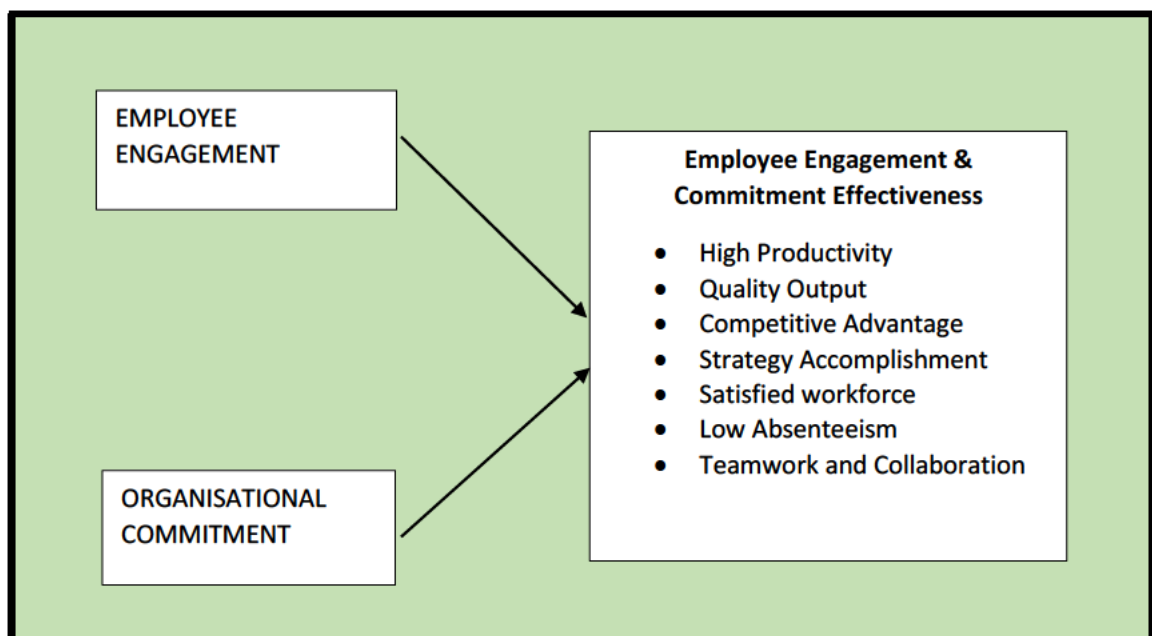 EMPLOYEE
ENGAGEMENT
Employee Engagement &
Commitment Effectiveness
• High Productivity
• Quality Output
• Competitive Advantage
• Strategy Accomplishment
• Satisfied workforce
• Low Absenteeism
• Teamwork and Collaboration
ORGANISATIONAL
COMMITMENT